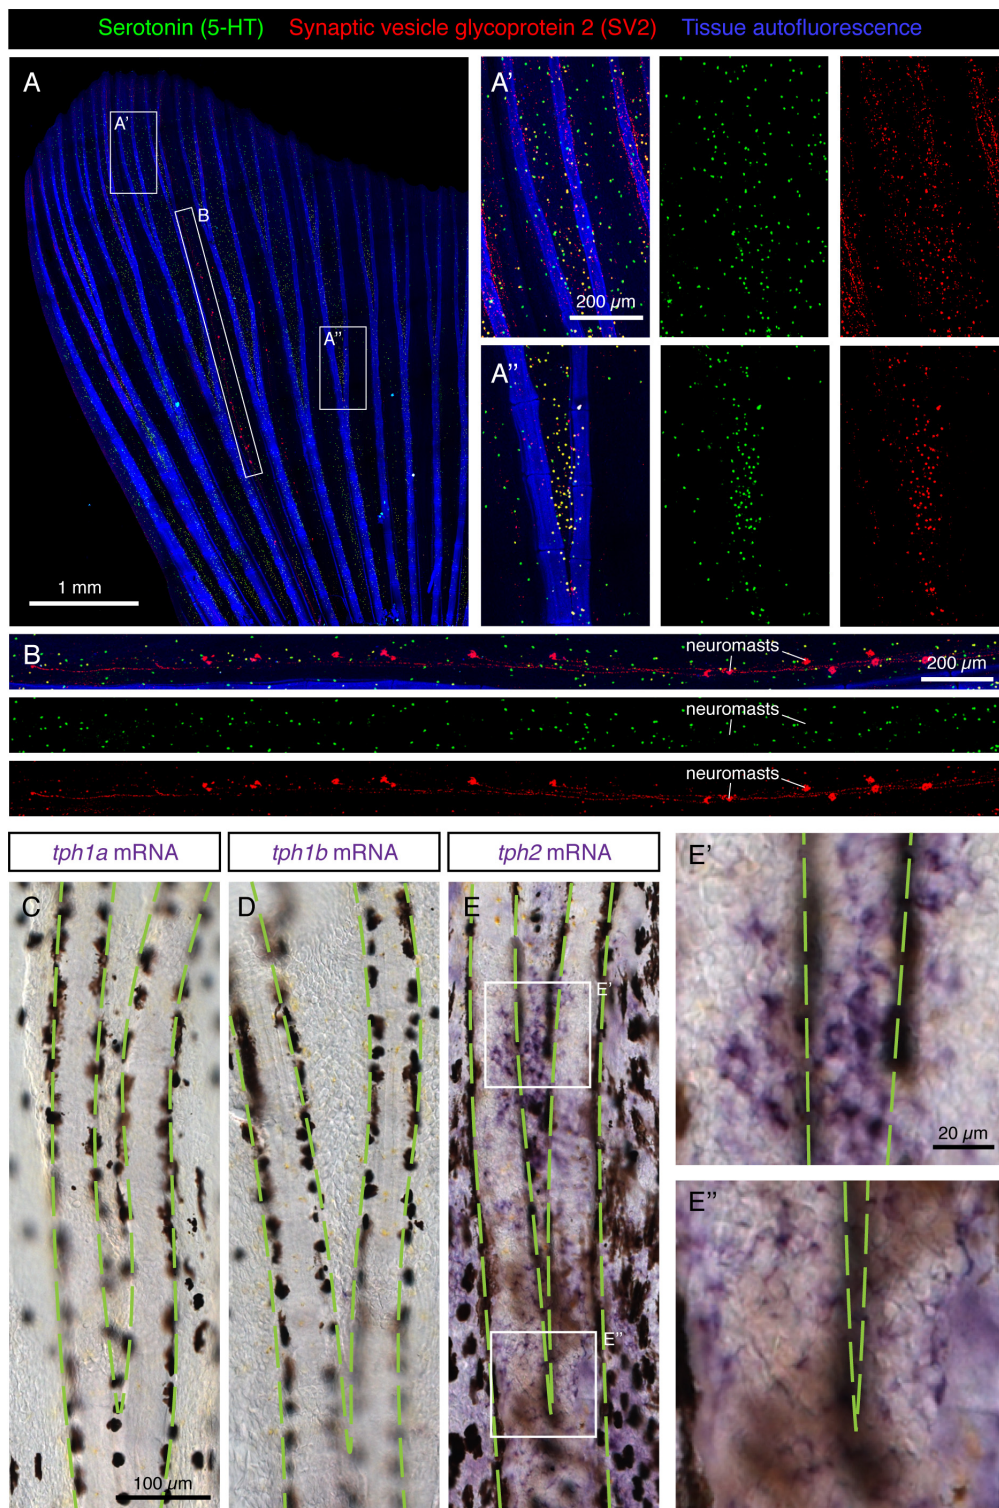 Serotonin (5-HT) Synaptic vesicle glycoprotein 2 (SV2) Tissue autofluorescence
A
A'
B
A''
1 mm
A'
200 µm
A''
B
neuromasts
200 µm
neuromasts
neuromasts
tph1a mRNA
tph1b mRNA
tph2 mRNA
C
100 µm
D
E
E'
E''
E'
20 µm
E''